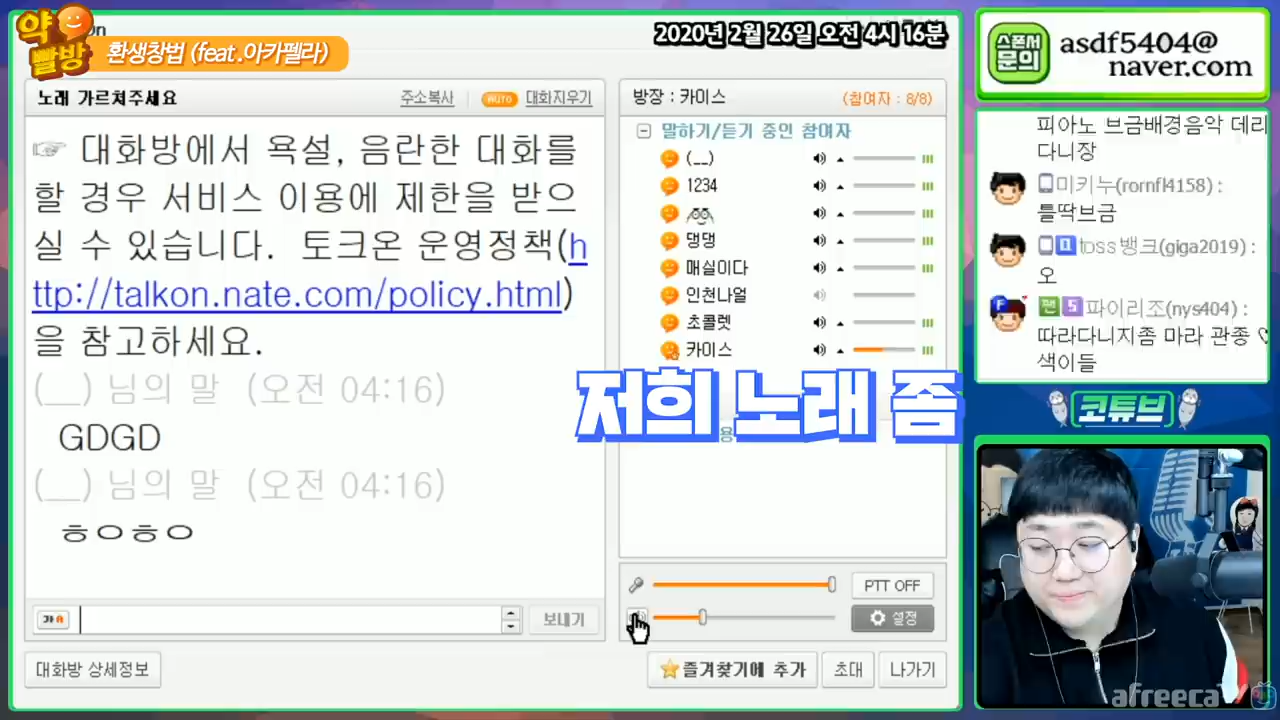 약빨방
환생창법 (feat.아카펠라)
2020년 2월 26일 오전 4시 16분
노래 가르쳐주세요
주소복사
AUTO 대화지우기
☞ 대화방에서 욕설, 음란한 대화를
할 경우 서비스 이용에 제한을 받으
실 수 있습니다. 토크온 운영정책(h
ttp://talkon.nate.com/policy.html)
을 참고하세요.
(__) 님의 말 (오전 04:16)
GDGD
(__) 님의 말 (오전 04:16)
ㅎㅇㅎㅇ
보내기
대화방 상세정보
방장 : 카이스
(참여자 : 8/8)
말하기/듣기 중인 참여자
(__)
1234
댕댕
매실이다
인천나얼
초콜렛
카이스
저희 노래 좀
PTT OFF
설정
즐겨찾기에 추가
초대
나가기
스폰서
문의
asdf5404@
naver.com
피아노 브금배경음악 데리
다니장
미키누(rornfl4158) :
틀딱브금
toss뱅크(giga2019) :
오
팬 5 파이리조(nys404) :
따라다니지좀 마라 관종 ♡
색이들
코튜브
afreecaTV